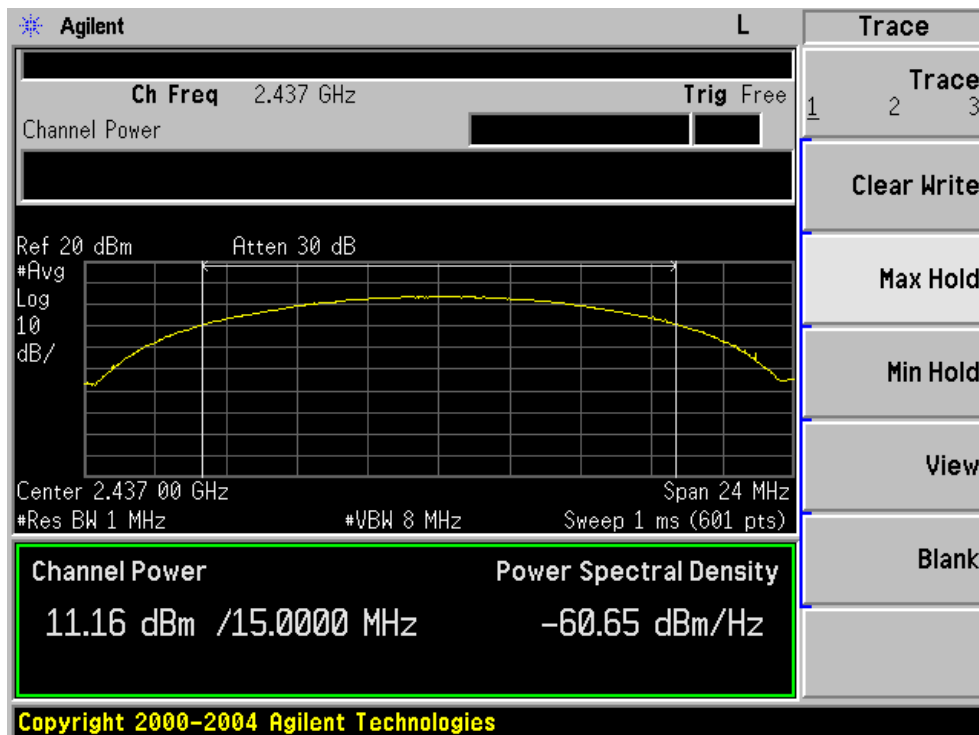 Agilent L Trace
Ch Freq 2.437 GHz Trig Free
Channel Power
Trace
1 2 3
Clear Write
Max Hold
Min Hold
View
Blank
Ref 20 dBm Atten 30 dB
#Avg
Log
10
dB/
Center 2.437 00 GHz Span 24 MHz
#Res BW 1 MHz #VBW 8 MHz Sweep 1 ms (601 pts)
Channel Power Power Spectral Density
11.16 dBm /15.0000 MHz -60.65 dBm/Hz
Copyright 2000-2004 Agilent Technologies